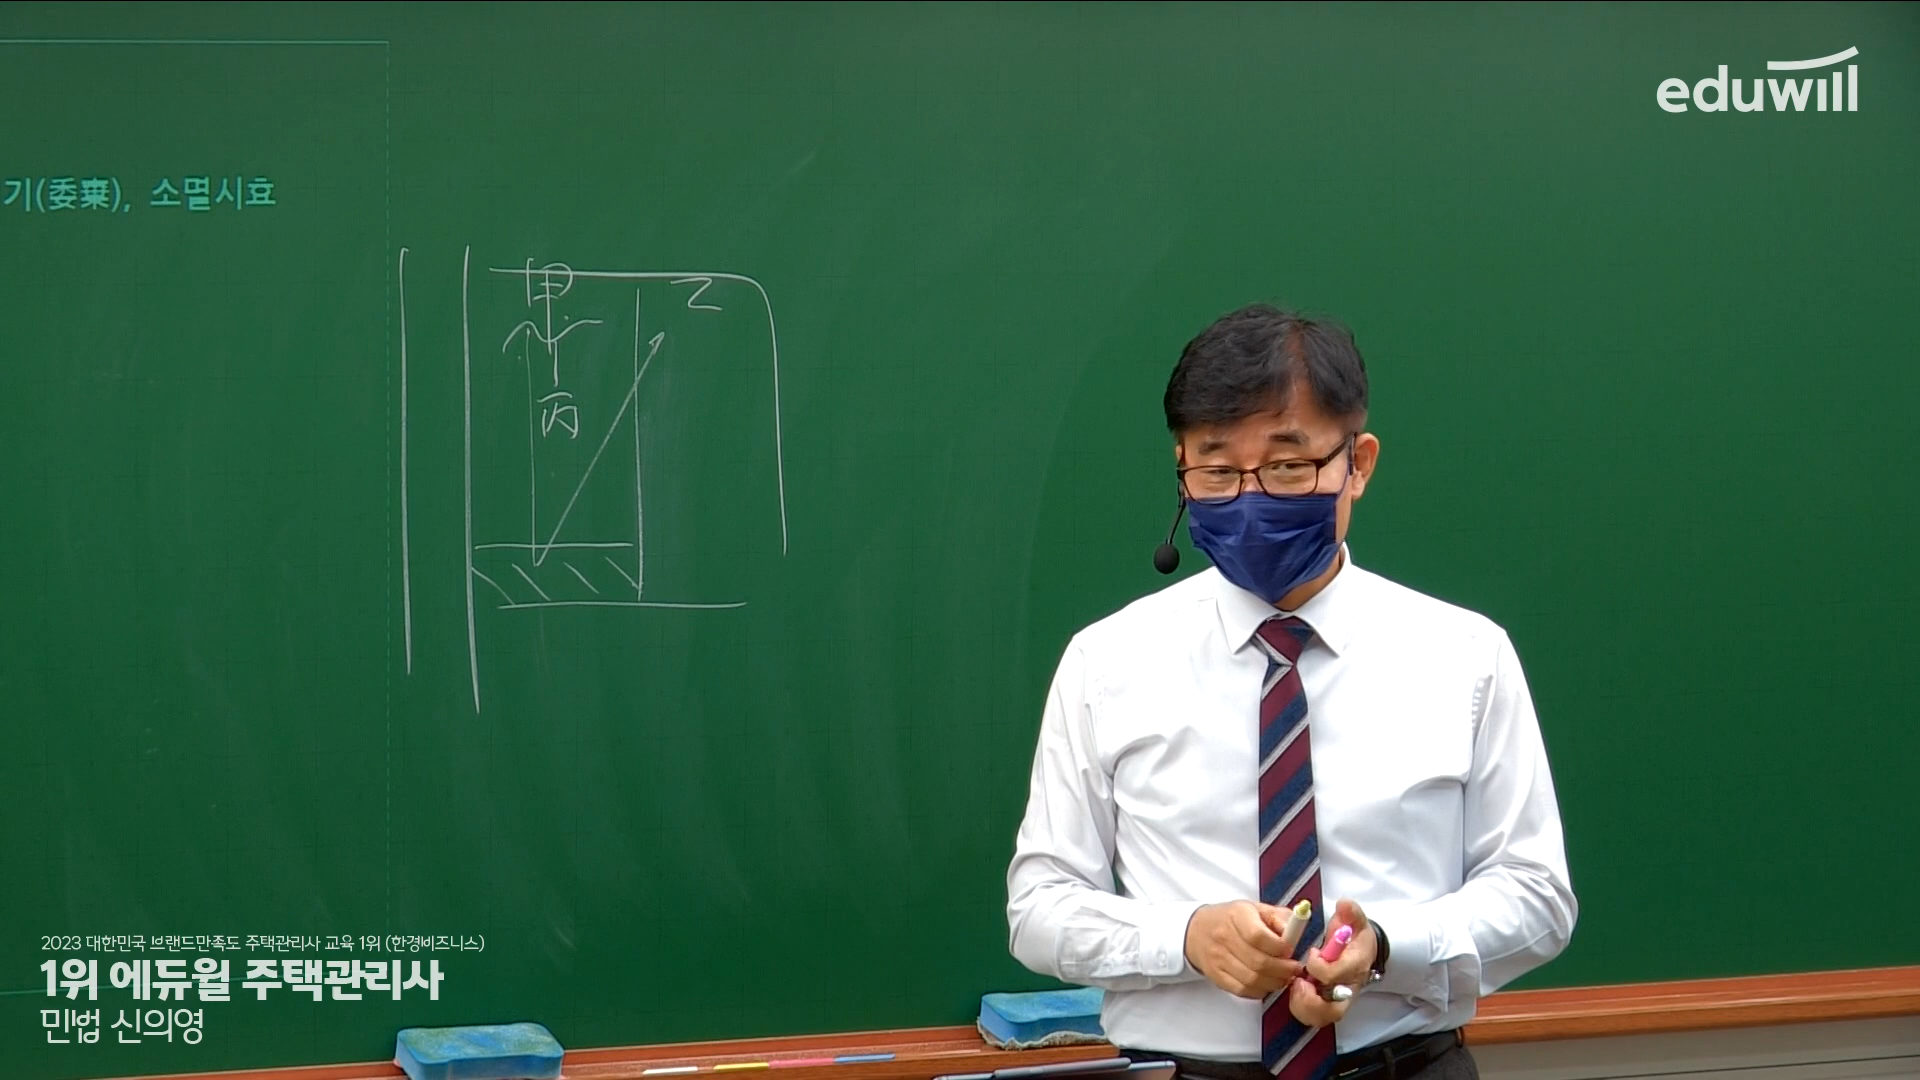 eduwill
기(委棄), 소멸시효
甲
乙
丙
2023 대한민국 브랜드만족도 주택관리사 교육 1위 (한경비즈니스)
1위 에듀윌 주택관리사
민법 신의영